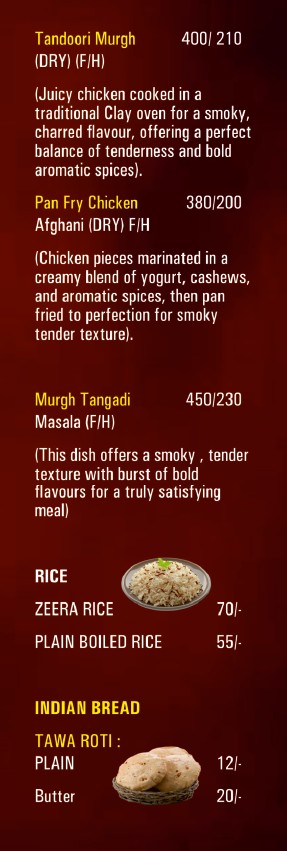 Tandoori Murgh 400/ 210
(DRY) (F/H)
(Juicy chicken cooked in a
traditional Clay oven for a smoky,
charred flavour, offering a perfect
balance of tenderness and bold
aromatic spices).
Pan Fry Chicken 380/200
Afghani (DRY) F/H
(Chicken pieces marinated in a
creamy blend of yogurt, cashews,
and aromatic spices, then pan
fried to perfection for smoky
tender texture).
Murgh Tangadi 450/230
Masala (F/H)
(This dish offers a smoky , tender
texture with burst of bold
flavours for a truly satisfying
meal)
RICE
ZEERA RICE 70/-
PLAIN BOILED RICE 55/-
INDIAN BREAD
TAWA ROTI :
PLAIN 12/-
Butter 20/-